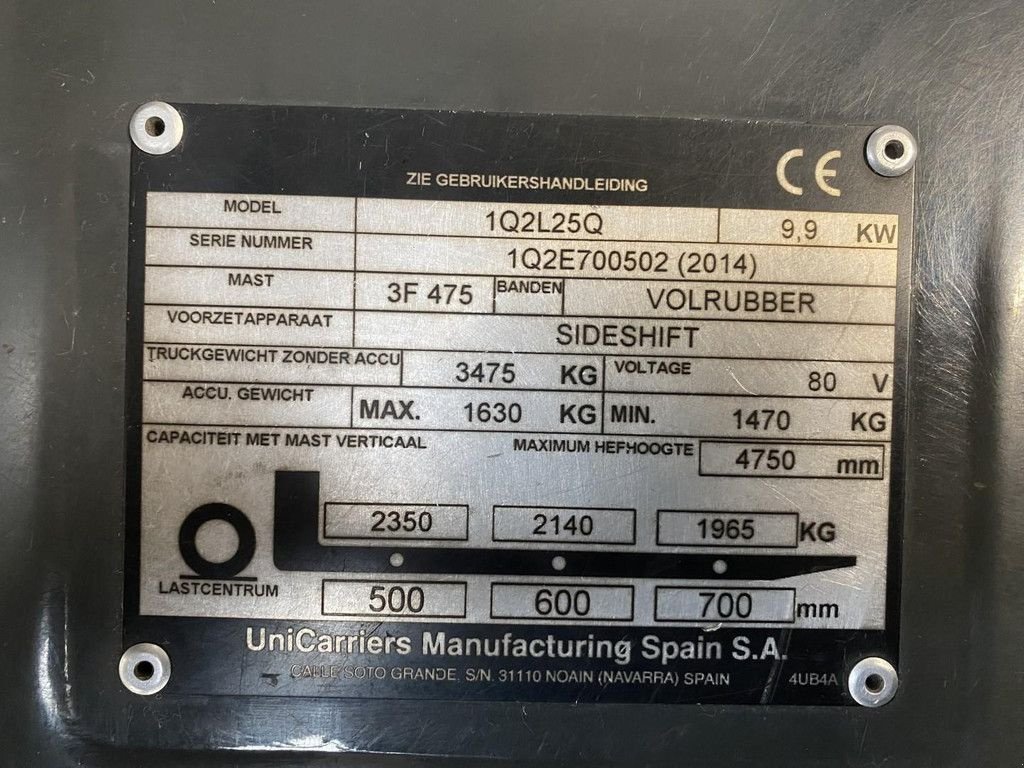 CE
ZIE GEBRUIKERSHANDLEIDING
MODEL 1Q2L25Q 9,9 KW
SERIE NUMMER 1Q2E700502 (2014)
MAST 3F 475 BANDEN VOLRUBBER
VOORZETAPPARAAT SIDESHIFT
TRUCKGEWICHT ZONDER ACCU 3475 KG VOLTAGE 80 V
ACCU. GEWICHT MAX. 1630 KG MIN. 1470 KG
CAPACITEIT MET MAST VERTICAAL MAXIMUM HEFHOOGTE 4750 mm
2350 2140 1965 KG
LASTCENTRUM 500 600 700 mm
UniCarriers Manufacturing Spain S.A.
CALLE SOTO GRANDE, S/N. 31110 NOAIN (NAVARRA) SPAIN 4UB4A